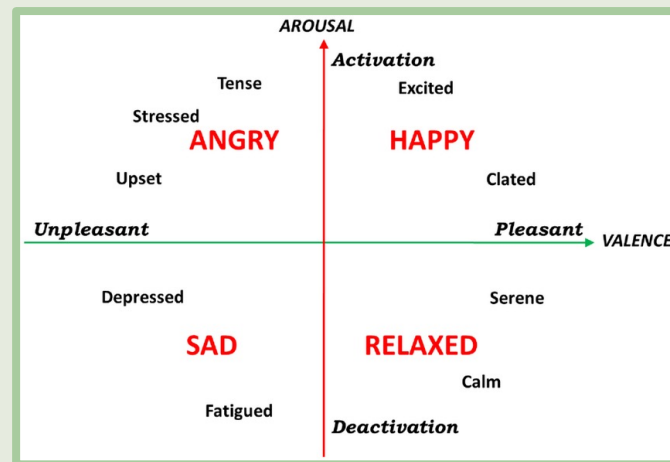 AROUSAL
Activation
Tense
Excited
Stressed
ANGRY
HAPPY
Upset
Clated
Unpleasant
Pleasant
VALENCE
Depressed
Serene
SAD
RELAXED
Calm
Fatigued
Deactivation